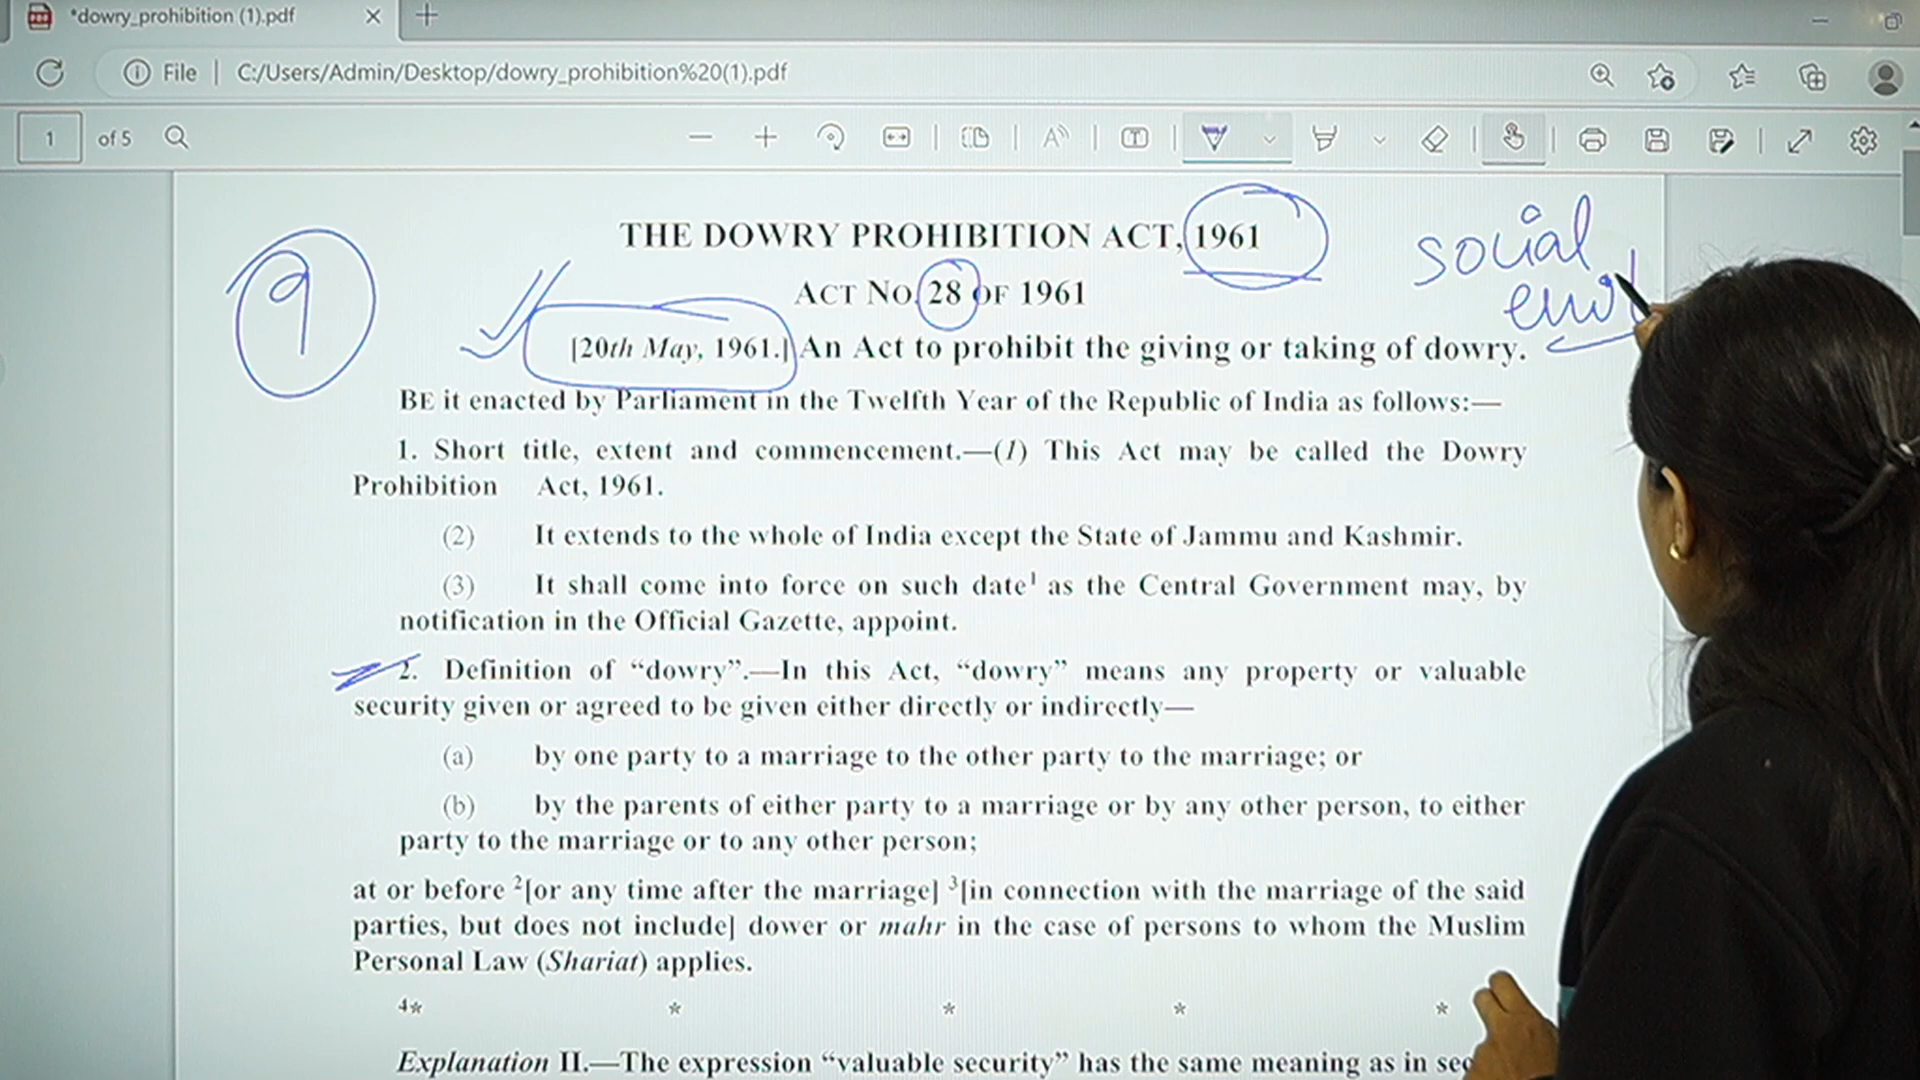 *dowry_prohibition (1).pdf
File | C:/Users/Admin/Desktop/dowry_prohibition%20(1).pdf
1 of 5
THE DOWRY PROHIBITION ACT, 1961
social
9
ACT NO. 28 OF 1961
[20th May, 1961.] An Act to prohibit the giving or taking of dowry.
BE it enacted by Parliament in the Twelfth Year of the Republic of India as follows:—
1. Short title, extent and commencement.—(1) This Act may be called the Dowry
Prohibition Act, 1961.
(2) It extends to the whole of India except the State of Jammu and Kashmir.
(3) It shall come into force on such date1 as the Central Government may, by
notification in the Official Gazette, appoint.
2. Definition of “dowry”.—In this Act, “dowry” means any property or valuable
security given or agreed to be given either directly or indirectly—
(a) by one party to a marriage to the other party to the marriage; or
(b) by the parents of either party to a marriage or by any other person, to either
party to the marriage or to any other person;
at or before 2[or any time after the marriage] 3[in connection with the marriage of the said
parties, but does not include] dower or mahr in the case of persons to whom the Muslim
Personal Law (Shariat) applies.
4* * * * *
Explanation II.—The expression “valuable security” has the same meaning as in